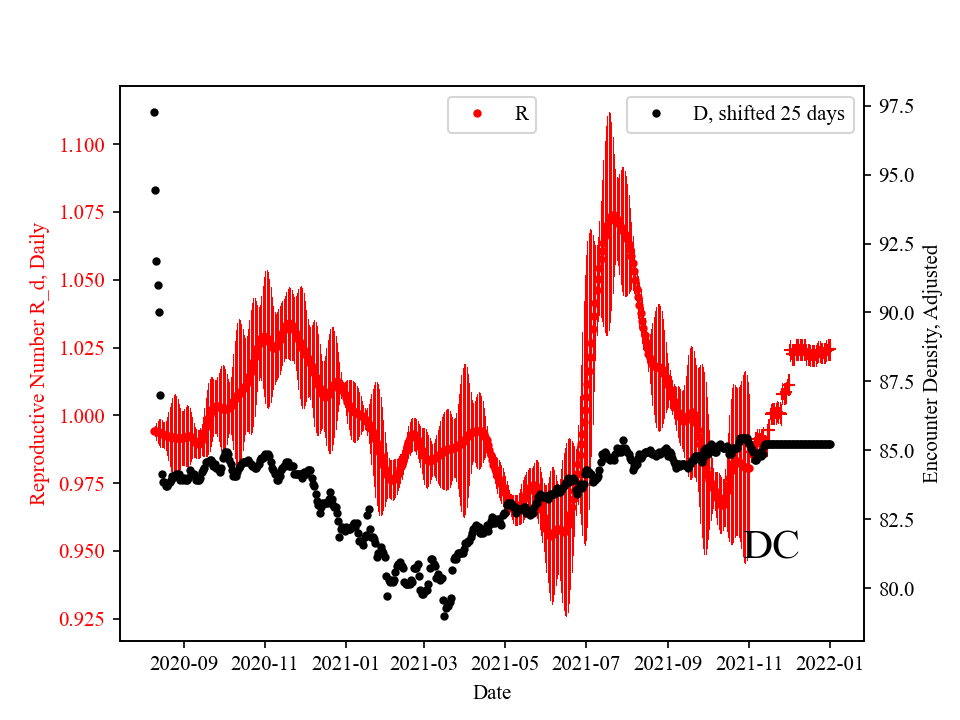 R
D, shifted 25 days
Reproductive Number R_d, Daily
1.100
1.075
1.050
1.025
1.000
0.975
0.950
0.925
97.5
95.0
92.5
90.0
87.5
85.0
82.5
80.0
Encounter Density, Adjusted
DC
2020-09 2020-11 2021-01 2021-03 2021-05 2021-07 2021-09 2021-11 2022-01
Date